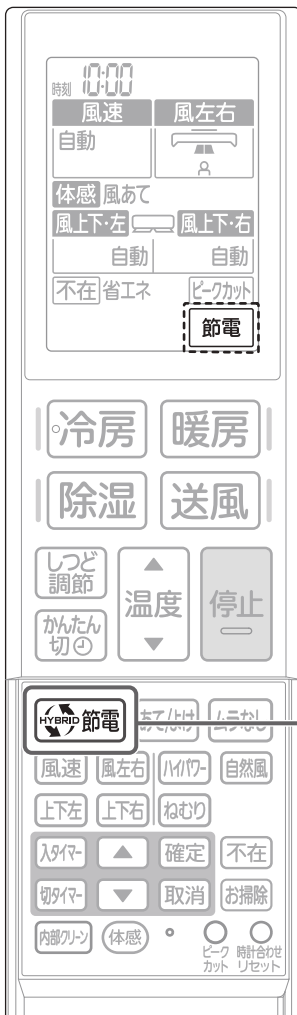 時刻 10:00
風速 風左右
自動
体感 風あて
風上下・左 風上下・右
自動 自動
不在 省エネ ピークカット
節電
冷房 暖房
除湿 送風
しつど調節 温度 停止
かんたん切
HYBRID 節電 あて/よけ ムラなし
風速 風左右 ハイパワー 自然風
上下左 上下右 ねむり
入タイマー ▲ 確定 不在
切タイマー ▼ 取消 お掃除
内部クリーン 体感 ピークカット 時計合わせリセット